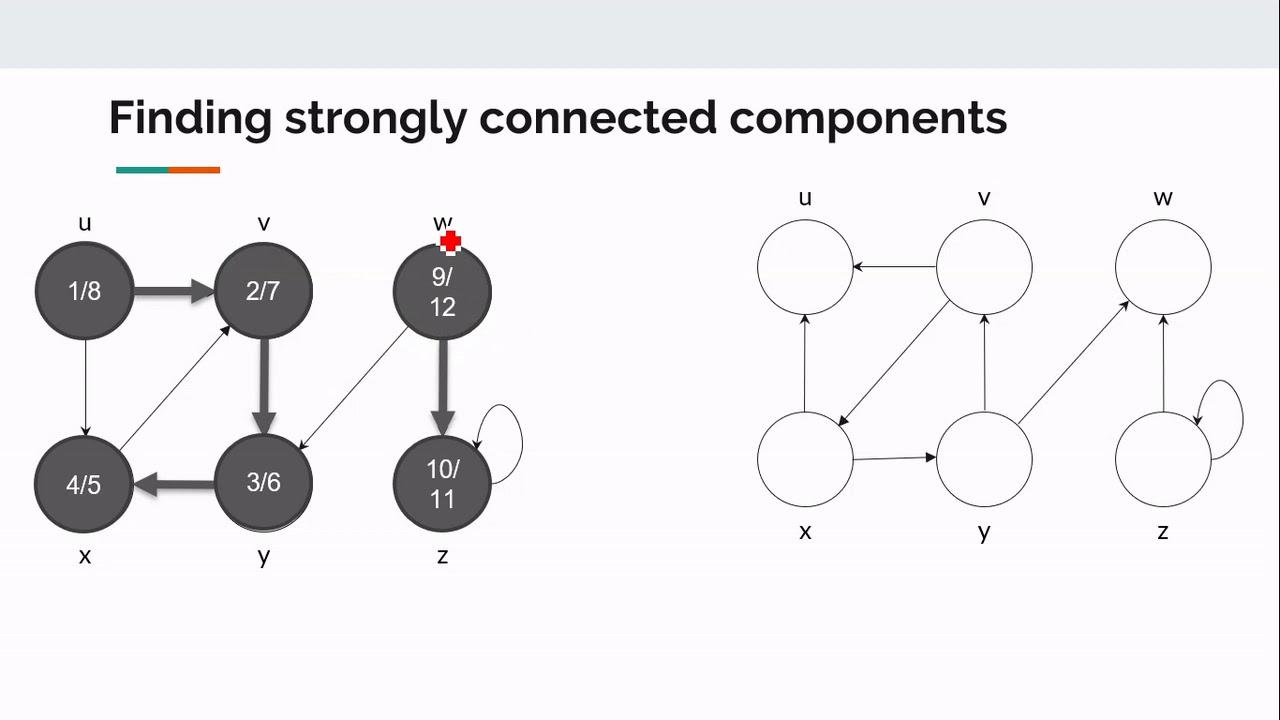 Finding strongly connected components
u v w
1/8 2/7 9/
12
4/5 3/6 10/
11
x y z
u v w
x y z